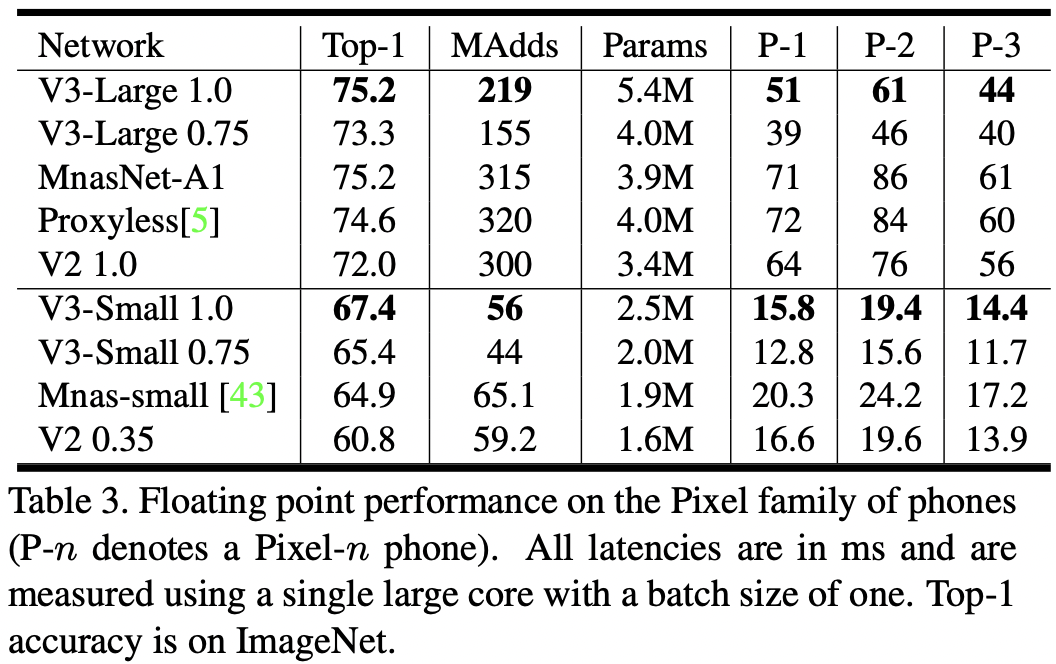 Network Top-1 MAdds Params P-1 P-2 P-3
V3-Large 1.0 75.2 219 5.4M 51 61 44
V3-Large 0.75 73.3 155 4.0M 39 46 40
MnasNet-A1 75.2 315 3.9M 71 86 61
Proxyless[5] 74.6 320 4.0M 72 84 60
V2 1.0 72.0 300 3.4M 64 76 56
V3-Small 1.0 67.4 56 2.5M 15.8 19.4 14.4
V3-Small 0.75 65.4 44 2.0M 12.8 15.6 11.7
Mnas-small [43] 64.9 65.1 1.9M 20.3 24.2 17.2
V2 0.35 60.8 59.2 1.6M 16.6 19.6 13.9
Table 3. Floating point performance on the Pixel family of phones
(P-n denotes a Pixel-n phone). All latencies are in ms and are
measured using a single large core with a batch size of one. Top-1
accuracy is on ImageNet.